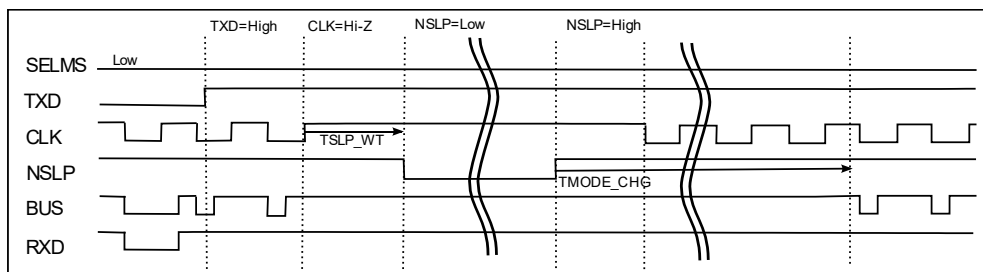 TXD=High CLK=Hi-Z NSLP=Low NSLP=High
SELMS Low
TXD
CLK
TSLP_WT
NSLP
TMODE_CHG
BUS
RXD